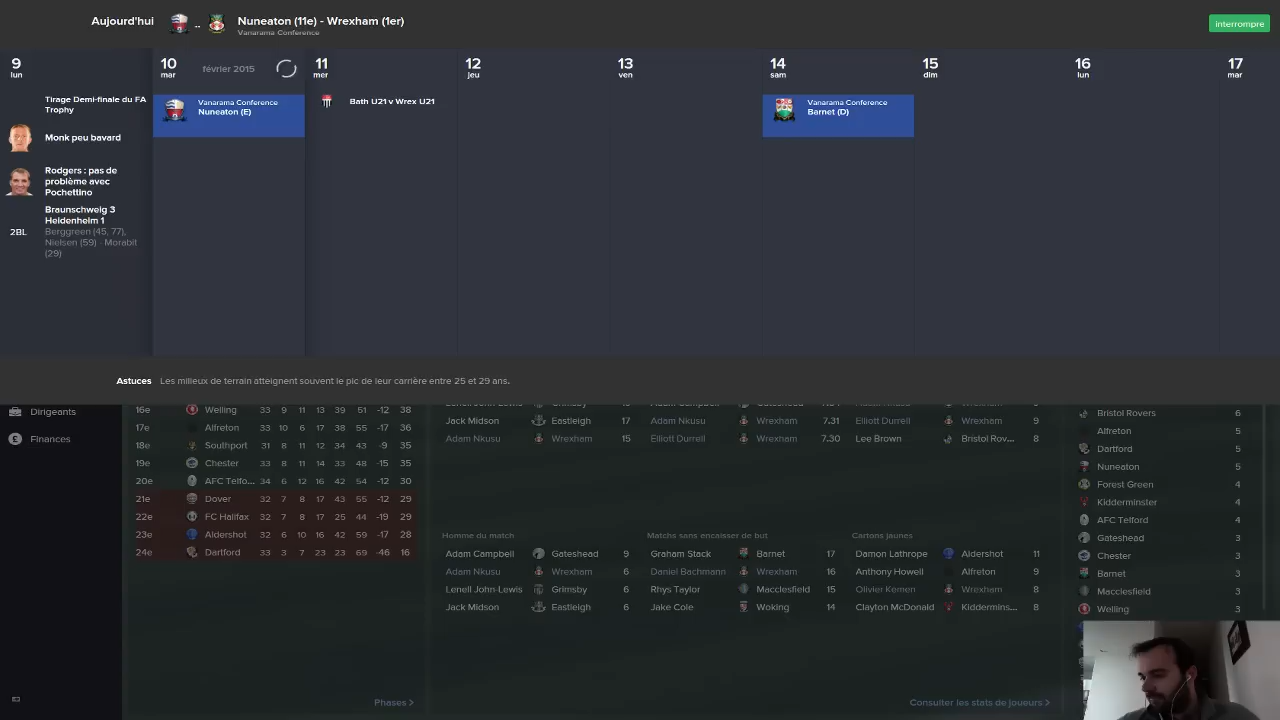 Aujourd'hui
Nuneaton (11e) - Wrexham (1er)
Vanarama Conference
interrompre
9 lun
10 mar
février 2015
11 mer
12 jeu
13 ven
14 sam
15 dim
16 lun
17 mar
Tirage Demi-finale du FA
Trophy
Monk peu bavard
Rodgers : pas de
problème avec
Pochettino
2BL
Braunschweig 3
Heidenheim 1
Berggreen (45, 77),
Nielsen (59) - Morabit
(29)
Vanarama Conference
Nuneaton (E)
Bath U21 v Wrex U21
Vanarama Conference
Barnet (D)
Astuces Les milieux de terrain atteignent souvent le pic de leur carrière entre 25 et 29 ans.
Dirigeants
Finances
16e Welling 33 9 11 13 39 51 -12 38
17e Alfreton 33 10 6 17 38 55 -17 36
18e Southport 31 8 11 12 34 43 -9 35
19e Chester 33 8 11 14 33 48 -15 35
20e AFC Telfo... 34 6 12 16 42 54 -12 30
21e Dover 32 7 8 17 43 55 -12 29
22e FC Halifax 32 7 8 17 25 44 -19 29
23e Aldershot 32 6 10 16 42 59 -17 28
24e Dartford 33 3 7 23 23 69 -46 16
Phases >
Jack Midson Eastleigh 17
Adam Nkusu Wrexham 15
Adam Nkusu Wrexham 7.31
Elliott Durrell Wrexham 7.30
Elliott Durrell Wrexham 9
Lee Brown Bristol Rov... 8
Homme du match
Adam Campbell Gateshead 9
Adam Nkusu Wrexham 6
Lenell John-Lewis Grimsby 6
Jack Midson Eastleigh 6
Matchs sans encaisser de but
Graham Stack Barnet 17
Daniel Bachmann Wrexham 16
Rhys Taylor Macclesfield 15
Jake Cole Woking 14
Cartons jaunes
Damon Lathrope Aldershot 11
Anthony Howell Alfreton 9
Olivier Kemen Wrexham 8
Clayton McDonald Kiddermins... 8
Consulter les stats de joueurs >
Bristol Rovers 6
Alfreton 5
Dartford 5
Nuneaton 5
Forest Green 4
Kidderminster 4
AFC Telford 4
Gateshead 3
Chester 3
Barnet 3
Macclesfield 3
Welling 3